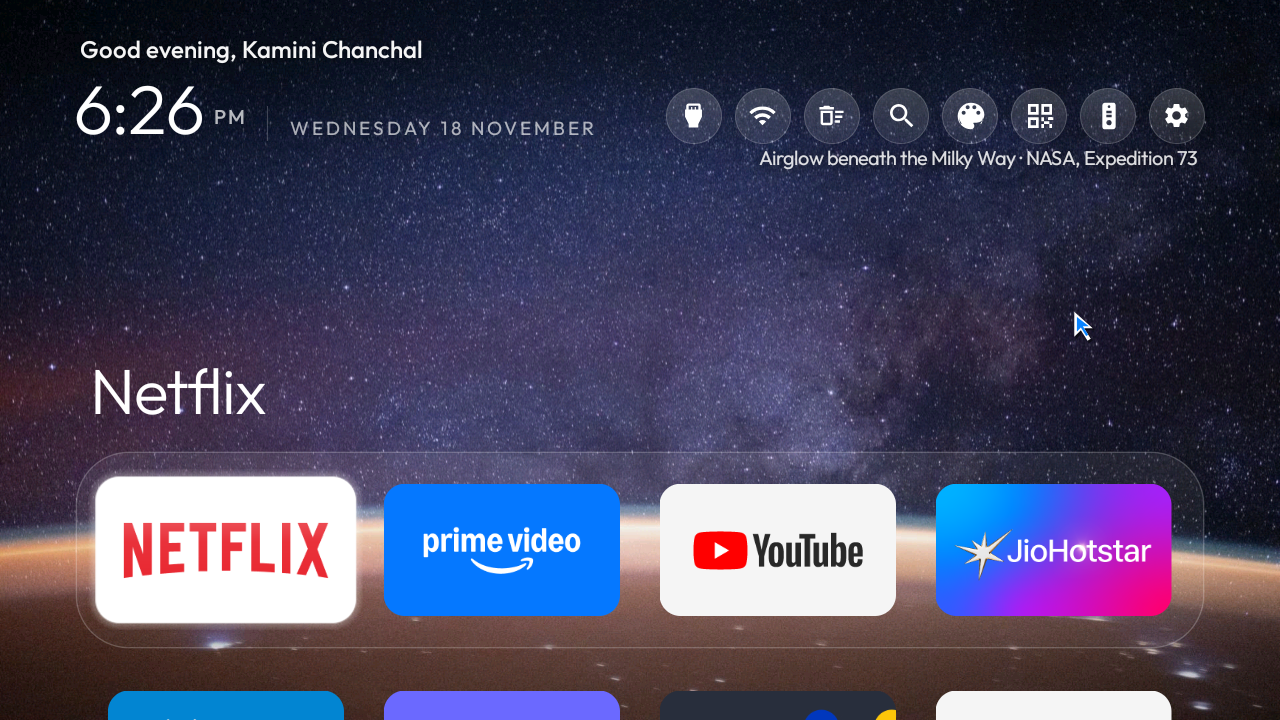 Good evening, Kamini Chanchal
6:26 PM
WEDNESDAY 18 NOVEMBER
Airglow beneath the Milky Way · NASA, Expedition 73
Netflix
NETFLIX
prime video
YouTube
JioHotstar